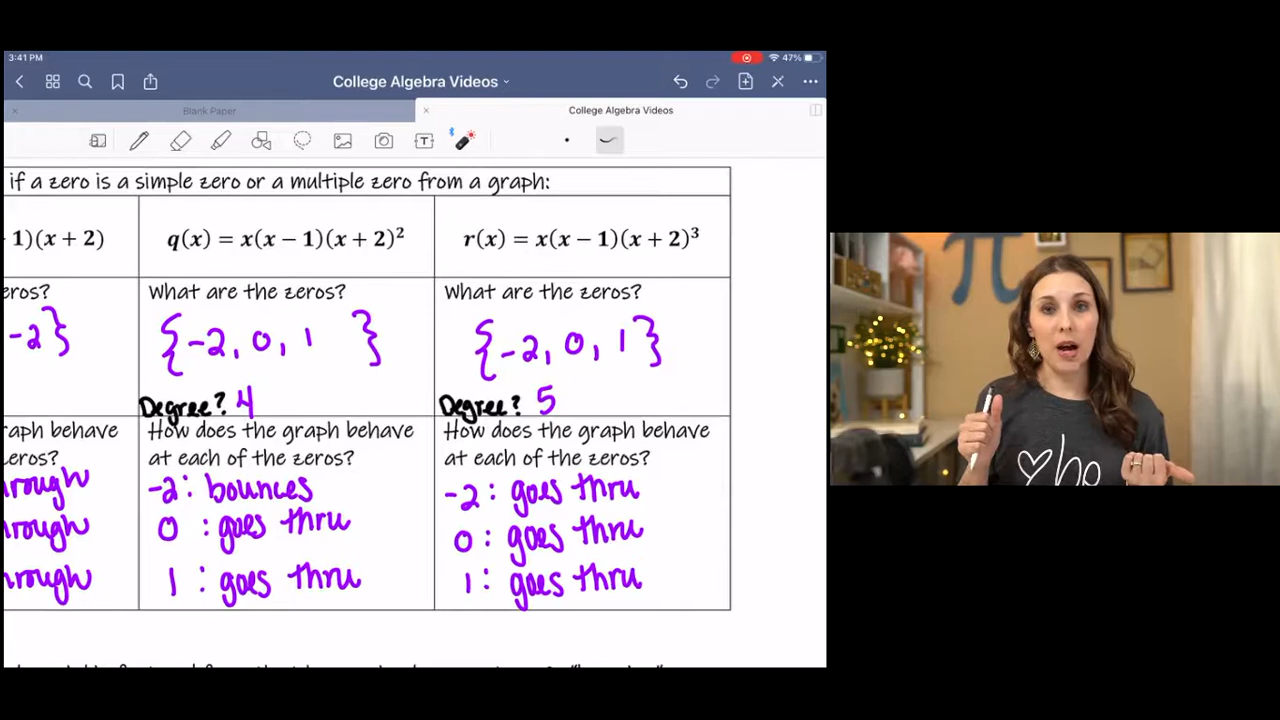 3:41 PM
47%
College Algebra Videos
Blank Paper
College Algebra Videos
if a zero is a simple zero or a multiple zero from a graph:
1)(x + 2)
q(x) = x(x − 1)(x + 2)²
r(x) = x(x − 1)(x + 2)³
What are the zeros?
What are the zeros?
-2}
{-2, 0, 1 }
{-2, 0, 1}
Degree? 4
Degree? 5
How does the graph behave
at each of the zeros?
-2: bounces
0 : goes thru
1 : goes thru
How does the graph behave
at each of the zeros?
-2: goes thru
0: goes thru
1: goes thru